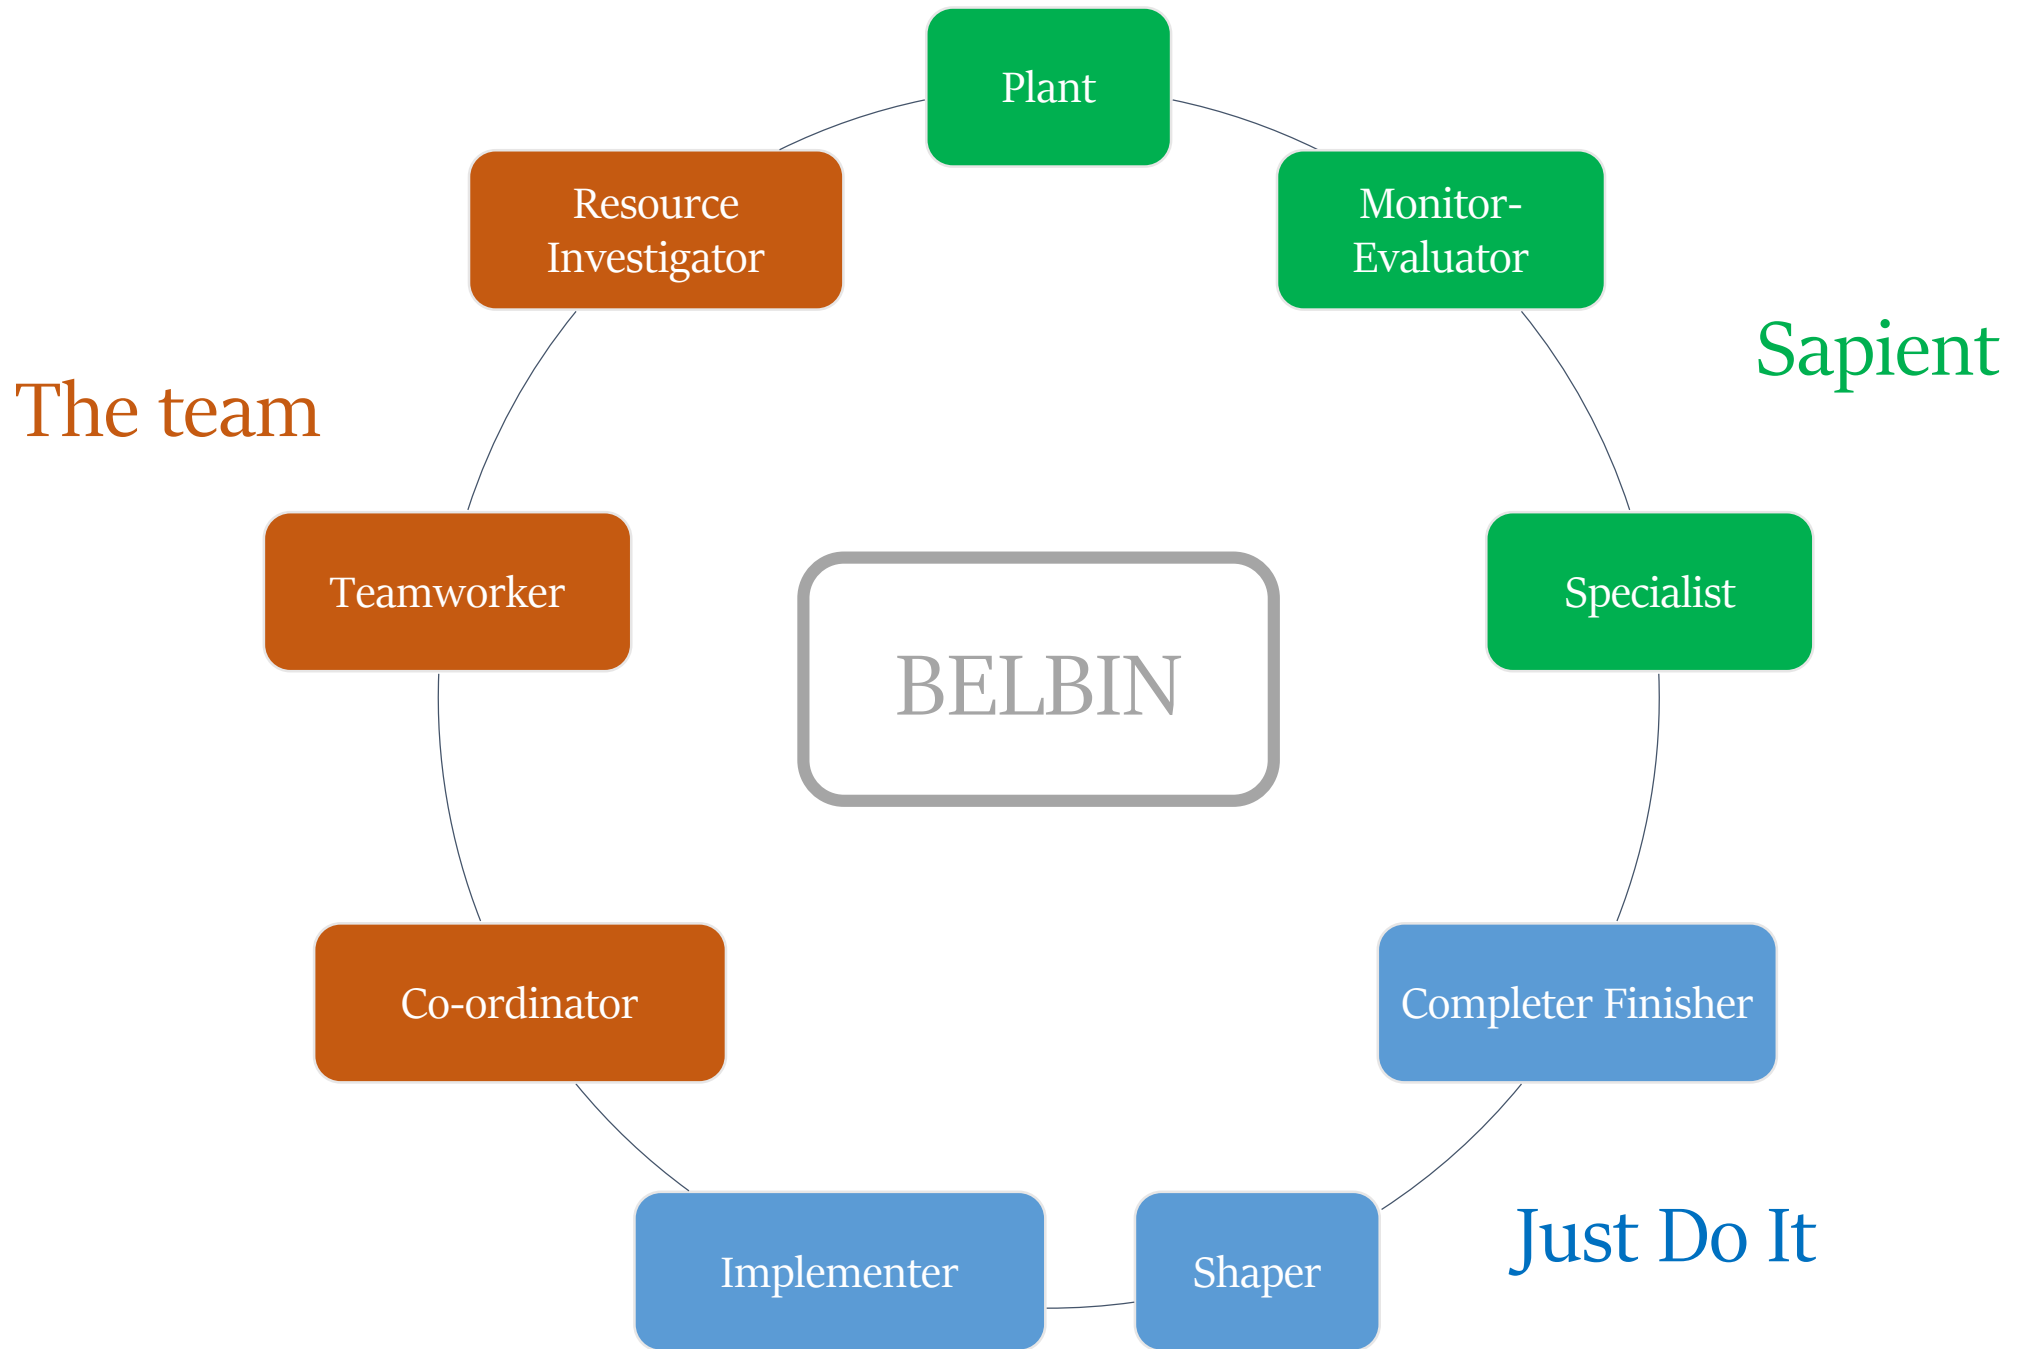 Plant
Resource
Investigator
Monitor-
Evaluator
Sapient
The team
Teamworker
Specialist
BELBIN
Co-ordinator
Completer Finisher
Just Do It
Implementer
Shaper